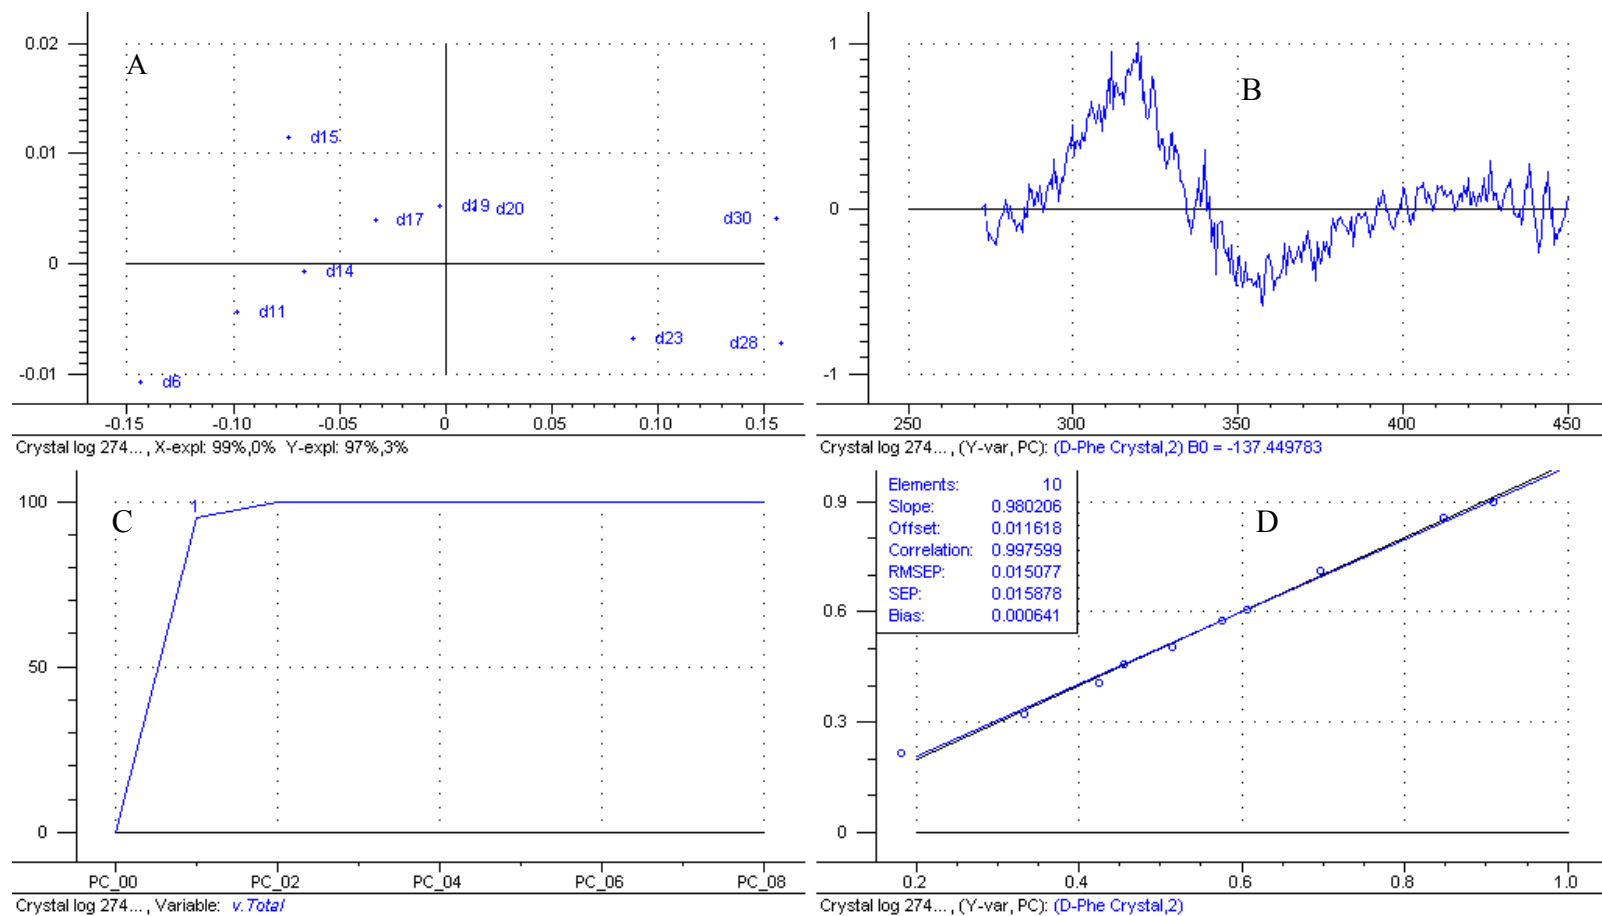 0.02
0.01
0
-0.01
A
d15
d17
d19
d20
d30
d14
d11
d23
d28
d6
-0.15
-0.10
-0.05
0
0.05
0.10
0.15
Crystal log 274..., X-expl: 99%,0% Y-expl: 97%,3%
1
0
-1
B
250
300
350
400
450
Crystal log 274..., (Y-var, PC): (D-Phe Crystal,2) B0 = -137.449783
100
50
0
1
C
PC_00
PC_02
PC_04
PC_06
PC_08
Crystal log 274..., Variable: v.Total
0.9
0.6
0.3
0
Elements: 10
Slope: 0.980206
Offset: 0.011618
Correlation: 0.997599
RMSEP: 0.015077
SEP: 0.015878
Bias: 0.000641
D
0.2
0.4
0.6
0.8
1.0
Crystal log 274..., (Y-var, PC): (D-Phe Crystal,2)